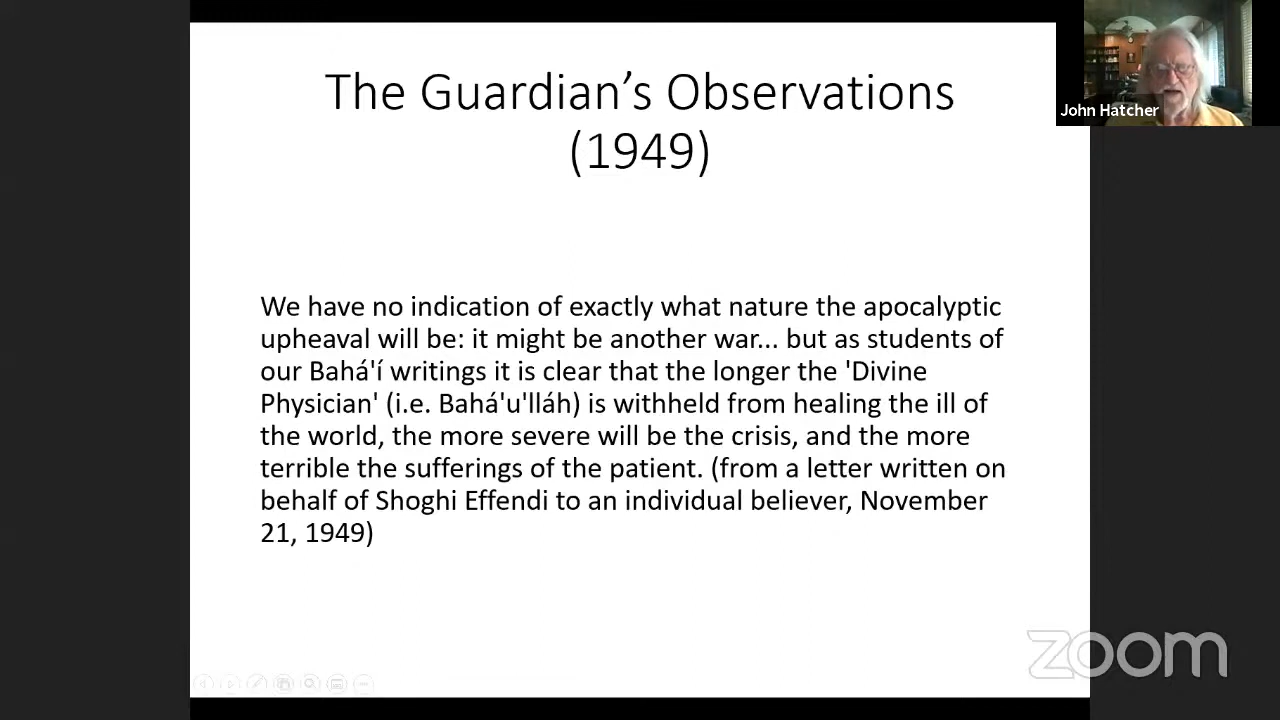 The Guardian's Observations
(1949)
John Hatcher
We have no indication of exactly what nature the apocalyptic
upheaval will be: it might be another war... but as students of
our Bahá'í writings it is clear that the longer the 'Divine
Physician' (i.e. Bahá'u'lláh) is withheld from healing the ill of
the world, the more severe will be the crisis, and the more
terrible the sufferings of the patient. (from a letter written on
behalf of Shoghi Effendi to an individual believer, November
21, 1949)
zoom